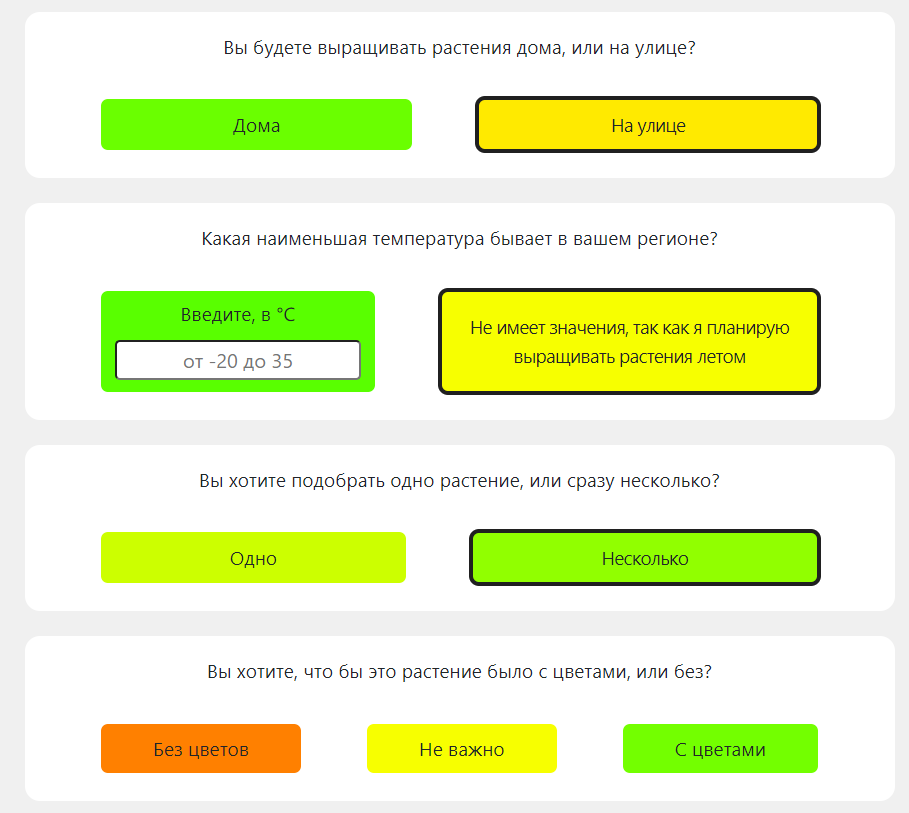 Вы будете выращивать растения дома, или на улице?
Дома
На улице
Какая наименьшая температура бывает в вашем регионе?
Введите, в °C
от -20 до 35
Не имеет значения, так как я планирую
выращивать растения летом
Вы хотите подобрать одно растение, или сразу несколько?
Одно
Несколько
Вы хотите, что бы это растение было с цветами, или без?
Без цветов
Не важно
С цветами